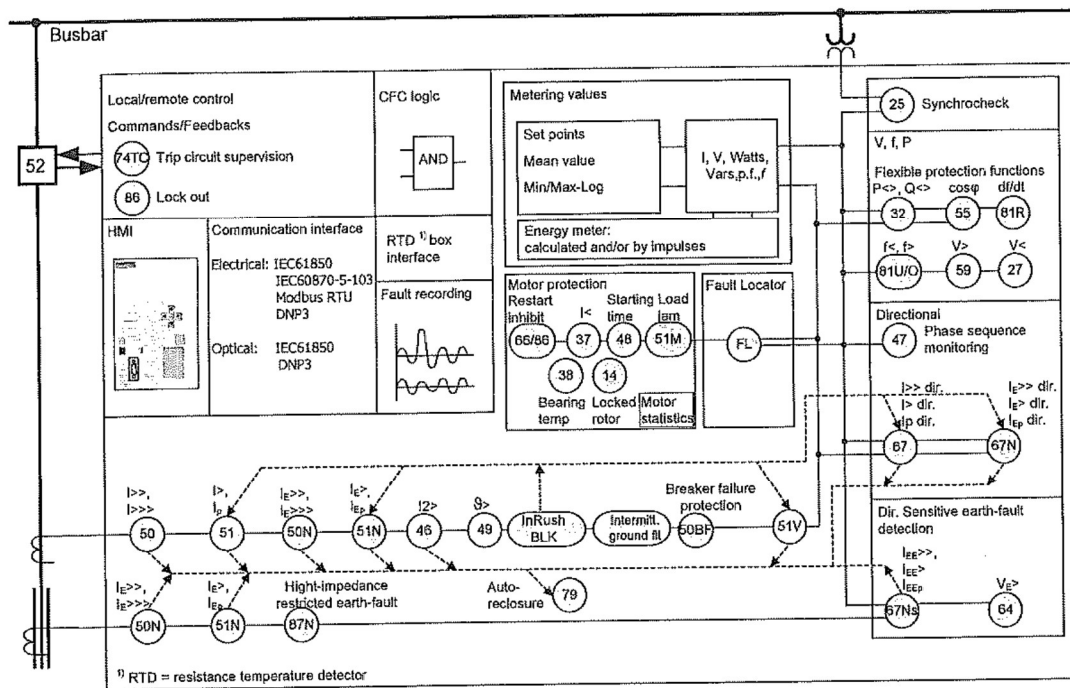 Busbar
52
Local/remote control
Commands/Feedbacks
74TC Trip circuit supervision
86 Lock out
CFC logic
AND
Metering values
Set points
Mean value
Min/Max-Log
I, V, Watts,
Vars,p.f.,f
Energy meter:
calculated and/or by impulses
25 Synchrocheck
V, f, P
Flexible protection functions
P<>, Q<> cosφ df/dt
32 55 81R
f<, f> V> V<
81U/O 59 27
HMI
Communication interface
Electrical: IEC61850
IEC60870-5-103
Modbus RTU
DNP3
Optical: IEC61850
DNP3
RTD ¹⁾ box
interface
Fault recording
Motor protection
Restart
inhibit
I<
Starting
time
Load
Jam
66/86 37 48 51M
38 14
Bearing
temp
Locked
rotor
Motor
statistics
Fault Locator
FL
Directional
47 Phase sequence
monitoring
I>> dir.
I> dir.
Ip dir.
IE>> dir.
IE> dir.
IEp dir.
67 67N
I>>,
I>>>
I>,
Ip
IE>>,
IE>>>
IE>,
IEp
I2>
ϑ>
Breaker failure
protection
50 51 50N 51N 46 49
InRush
BLK
Intermitt.
ground flt
50BF 51V
Dir. Sensitive earth-fault
detection
IEE>>,
IEE>
IEEp
VE>
67Ns 64
IE>>,
IE>>>
IE>,
IEp
Hight-impedance
restricted earth-fault
Auto-
reclosure
79
50N 51N 87N
¹⁾ RTD = resistance temperature detector